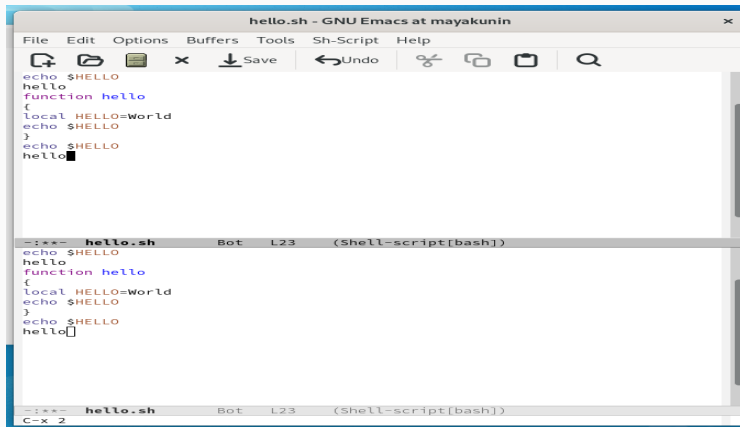 hello.sh - GNU Emacs at mayakunin ×
File Edit Options Buffers Tools Sh-Script Help
Save Undo
echo $HELLO
hello
function hello
{
local HELLO=World
echo $HELLO
}
echo $HELLO
hello
-:**- hello.sh Bot L23 (Shell-script[bash])
echo $HELLO
hello
function hello
{
local HELLO=World
echo $HELLO
}
echo $HELLO
hello
-:**- hello.sh Bot L23 (Shell-script[bash])
C-x 2